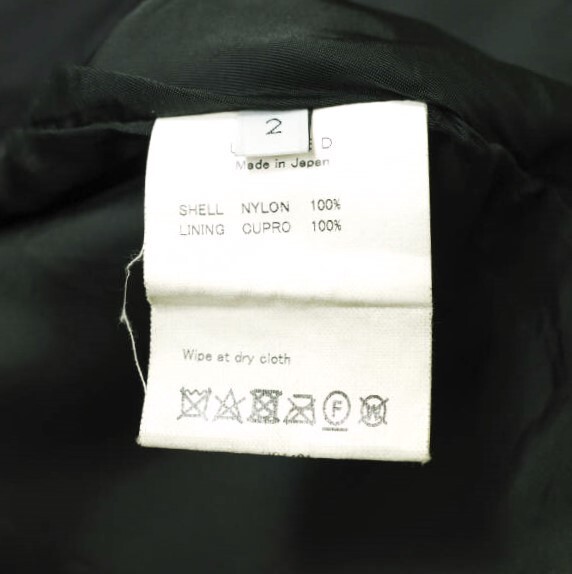 2
Made in Japan
SHELL NYLON 100%
LINING CUPRO 100%
Wipe at dry cloth
F
W